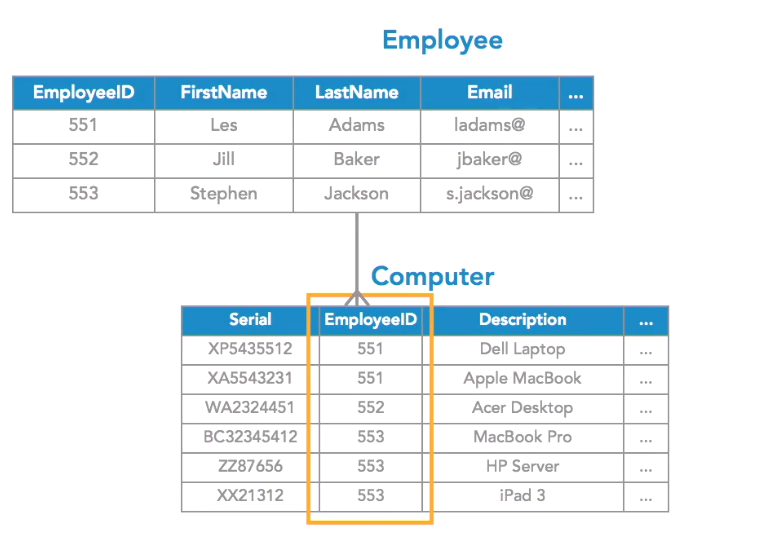 Employee
EmployeeID FirstName LastName Email ...
551 Les Adams ladams@ ...
552 Jill Baker jbaker@ ...
553 Stephen Jackson s.jackson@ ...
Computer
Serial EmployeeID Description ...
XP5435512 551 Dell Laptop ...
XA5543231 551 Apple MacBook ...
WA2324451 552 Acer Desktop ...
BC32345412 553 MacBook Pro ...
ZZ87656 553 HP Server ...
XX21312 553 iPad 3 ...